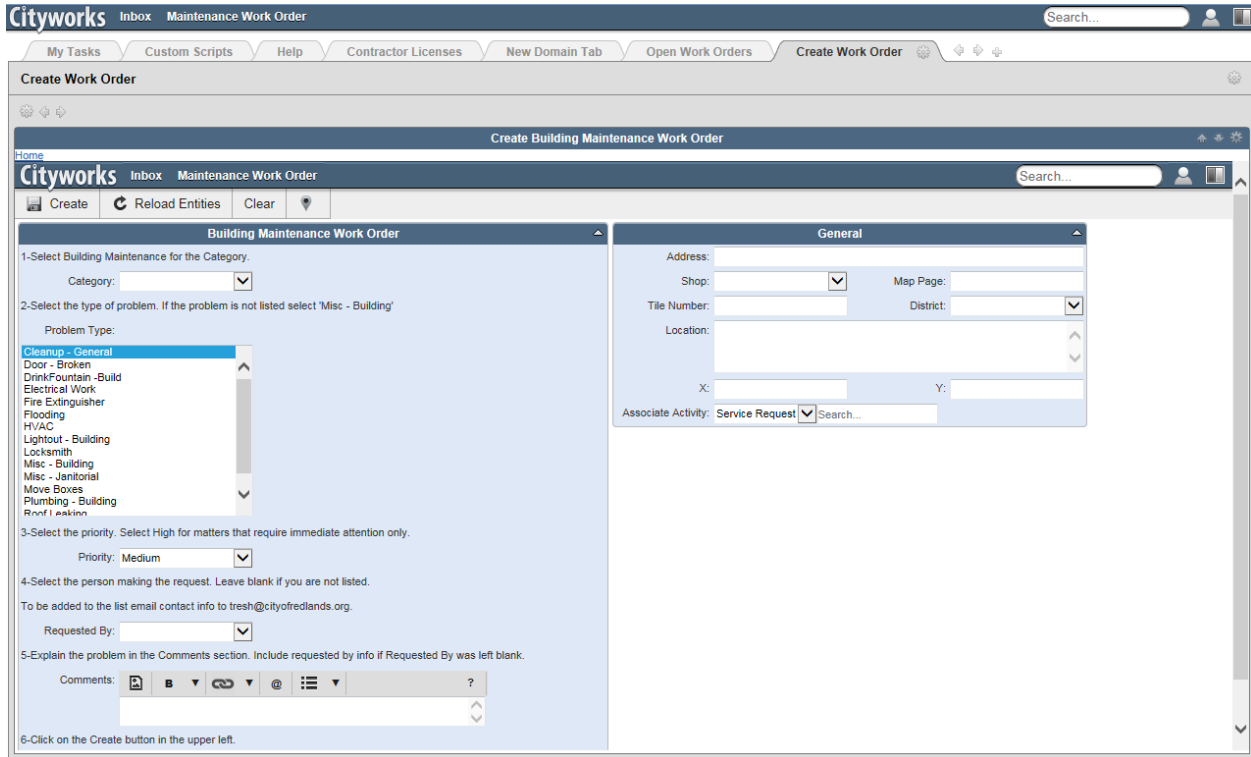 Cityworks Inbox Maintenance Work Order Search...
My Tasks Custom Scripts Help Contractor Licenses New Domain Tab Open Work Orders Create Work Order
Create Work Order
Create Building Maintenance Work Order
Home
Cityworks Inbox Maintenance Work Order Search...
Create Reload Entities Clear
Building Maintenance Work Order
1-Select Building Maintenance for the Category.
Category:
2-Select the type of problem. If the problem is not listed select 'Misc - Building'
Problem Type:
Cleanup - General
Door - Broken
DrinkFountain -Build
Electrical Work
Fire Extinguisher
Flooding
HVAC
Lightout - Building
Locksmith
Misc - Building
Misc - Janitorial
Move Boxes
Plumbing - Building
Roof Leaking
3-Select the priority. Select High for matters that require immediate attention only.
Priority: Medium
4-Select the person making the request. Leave blank if you are not listed.
To be added to the list email contact info to tresh@cityofredlands.org.
Requested By:
5-Explain the problem in the Comments section. Include requested by info if Requested By was left blank.
Comments: B @ ?
6-Click on the Create button in the upper left.
General
Address:
Shop: Map Page:
Tile Number: District:
Location:
X: Y:
Associate Activity: Service Request Search...